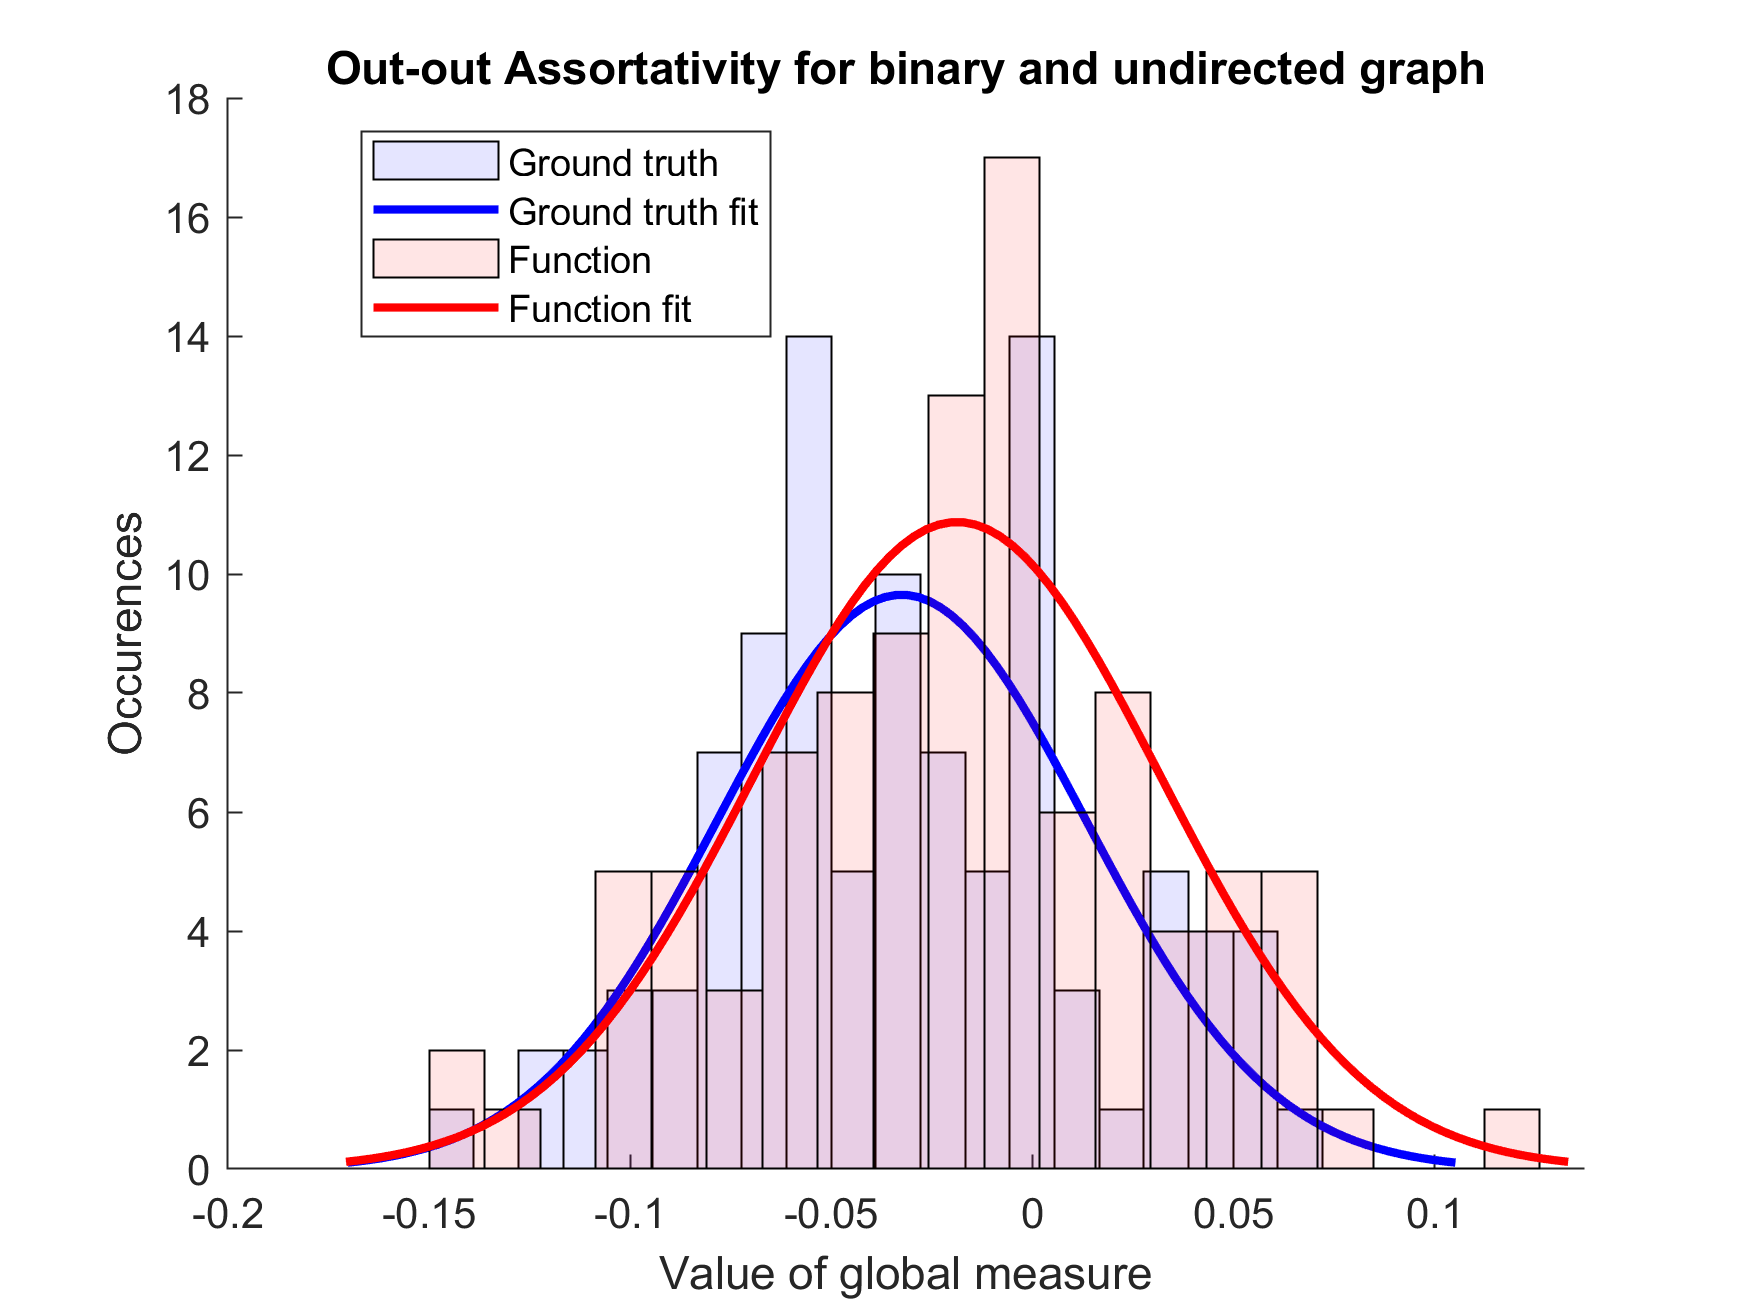 Out-out Assortativity for binary and undirected graph
18
16
14
12
10
8
6
4
2
0
Occurences
Ground truth
Ground truth fit
Function
Function fit
-0.2
-0.15
-0.1
-0.05
0
0.05
0.1
Value of global measure